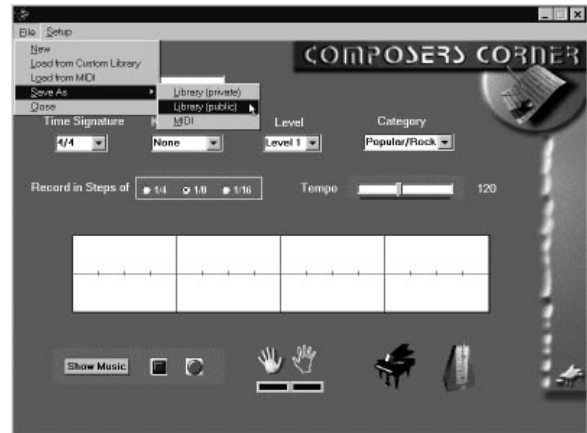 File Setup
New
Load from Custom Library
Load from MIDI
Save As
Close
Library (private)
Library (public)
MIDI
COMPOSERS CORNER
Time Signature K Level Category
4/4 None Level 1 Popular/Rock
Record in Steps of 1/4 1/8 1/16 Tempo 120
Show Music